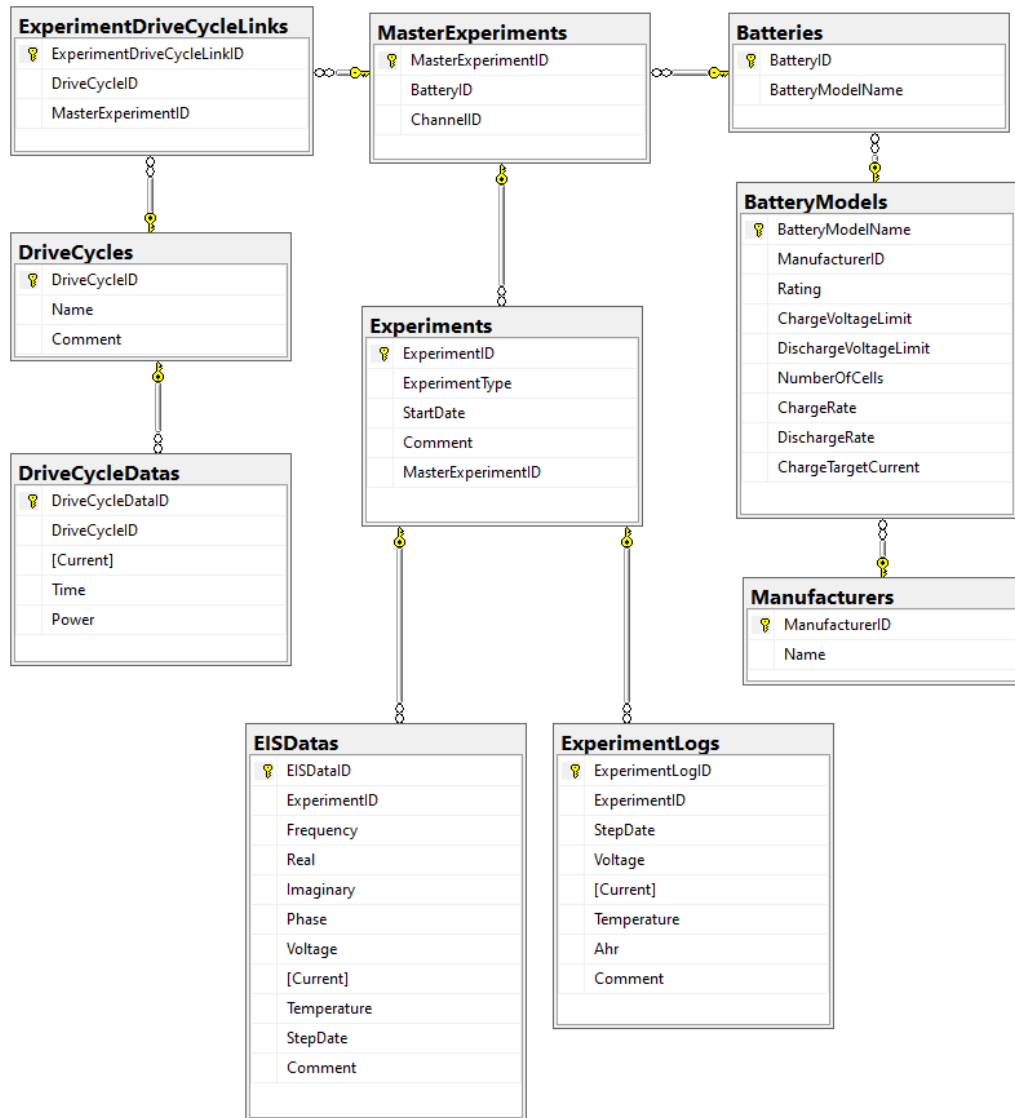 ExperimentDriveCycleLinks
ExperimentDriveCycleLinkID
DriveCycleID
MasterExperimentID
MasterExperiments
MasterExperimentID
BatteryID
ChannelID
Batteries
BatteryID
BatteryModelName
DriveCycles
DriveCycleID
Name
Comment
BatteryModels
BatteryModelName
ManufacturerID
Rating
ChargeVoltageLimit
DischargeVoltageLimit
NumberOfCells
ChargeRate
DischargeRate
ChargeTargetCurrent
Experiments
ExperimentID
ExperimentType
StartDate
Comment
MasterExperimentID
DriveCycleDatas
DriveCycleDataID
DriveCycleID
[Current]
Time
Power
Manufacturers
ManufacturerID
Name
EISDatas
EISDataID
ExperimentID
Frequency
Real
Imaginary
Phase
Voltage
[Current]
Temperature
StepDate
Comment
ExperimentLogs
ExperimentLogID
ExperimentID
StepDate
Voltage
[Current]
Temperature
Ahr
Comment